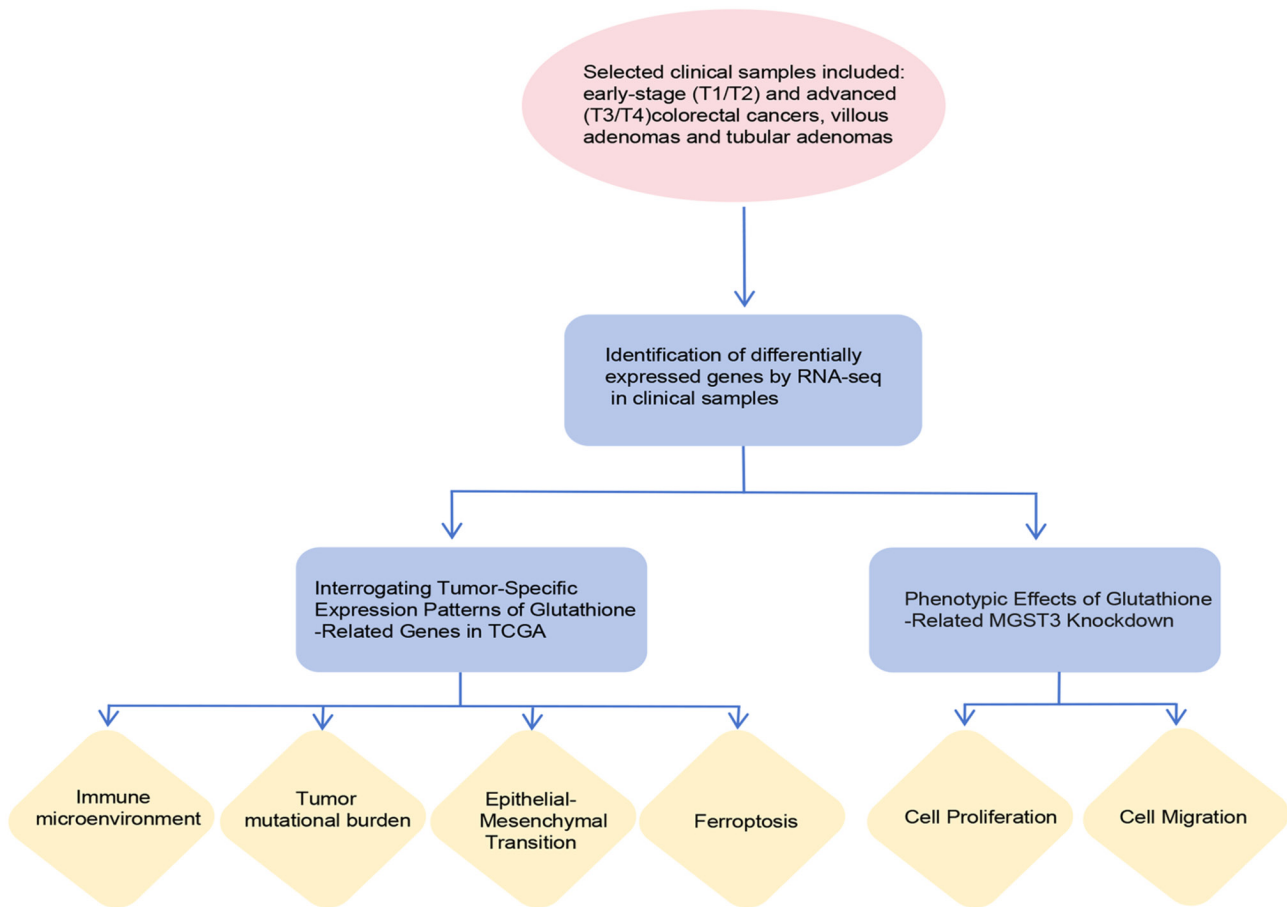 Selected clinical samples included:
early-stage (T1/T2) and advanced
(T3/T4)colorectal cancers, villous
adenomas and tubular adenomas
Identification of differentially
expressed genes by RNA-seq
in clinical samples
Interrogating Tumor-Specific
Expression Patterns of Glutathione
-Related Genes in TCGA
Phenotypic Effects of Glutathione
-Related MGST3 Knockdown
Immune
microenvironment
Tumor
mutational burden
Epithelial-
Mesenchymal
Transition
Ferroptosis
Cell Proliferation
Cell Migration